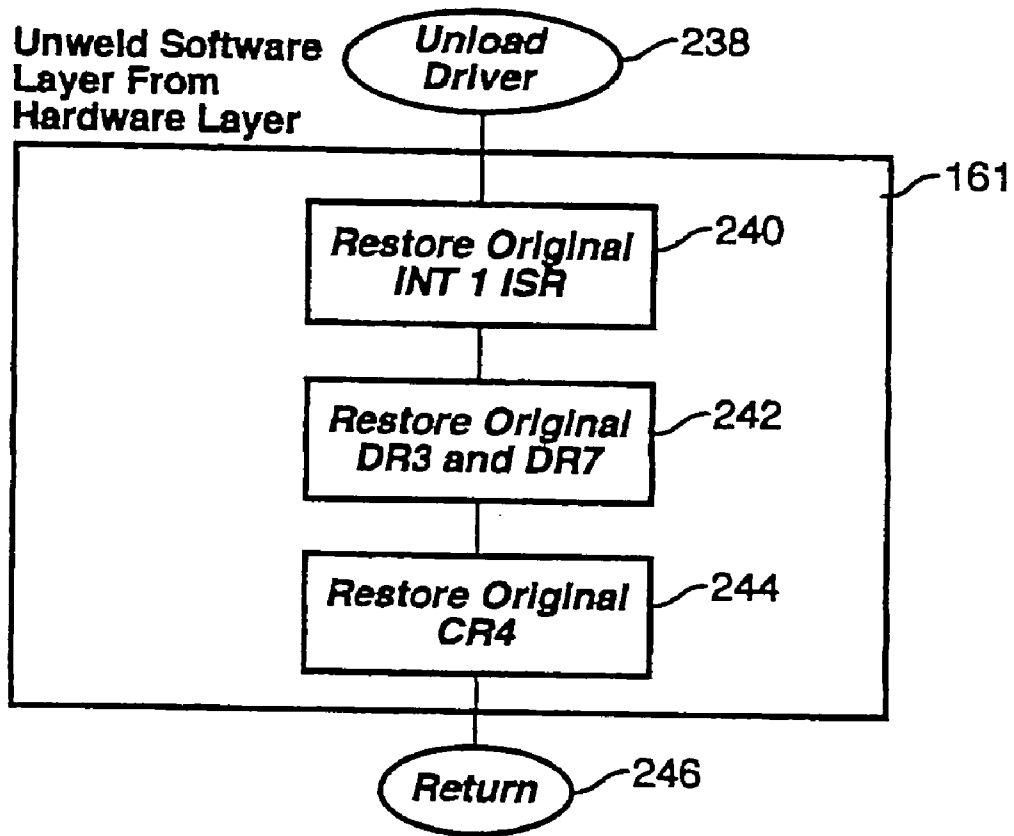 Unweld Software
Layer From
Hardware Layer
Unload
Driver
238
161
Restore Original
INT 1 ISR
240
Restore Original
DR3 and DR7
242
Restore Original
CR4
244
Return
246